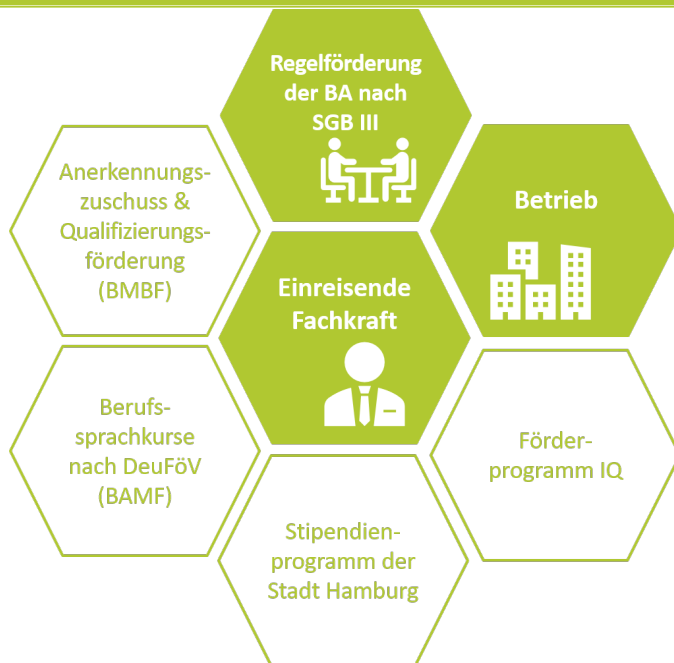 Regelförderung
der BA nach
SGB III
Anerkennungs-
zuschuss &
Qualifizierungs-
förderung
(BMBF)
Betrieb
Einreisende
Fachkraft
Berufs-
sprachkurse
nach DeuFöV
(BAMF)
Förder-
programm IQ
Stipendien-
programm der
Stadt Hamburg